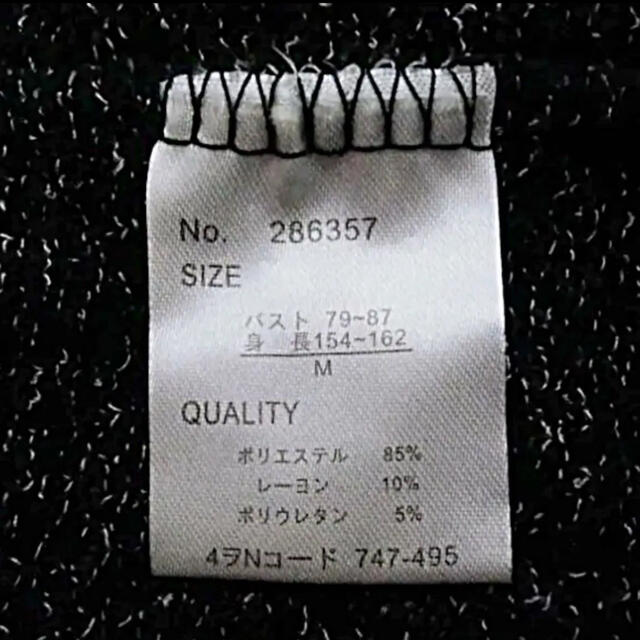 No. 286357
SIZE
バスト 79~87
身 長154~162
M
QUALITY
ポリエステル 85%
レーヨン 10%
ポリウレタン 5%
4ヲNコード 747-495